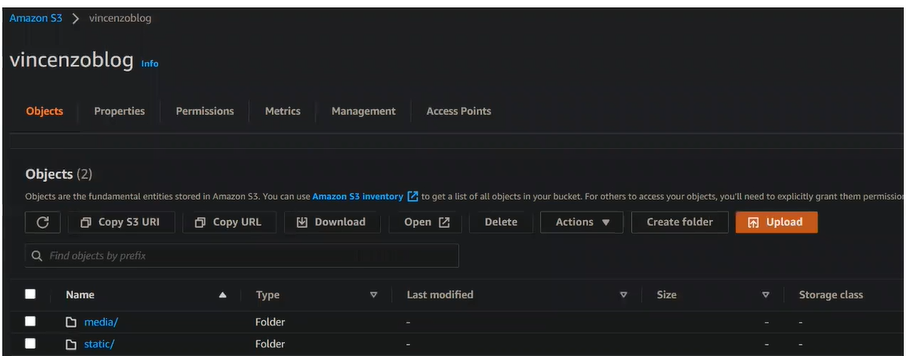 Amazon S3 > vincenzoblog
vincenzoblog Info
Objects Properties Permissions Metrics Management Access Points
Objects (2)
Objects are the fundamental entities stored in Amazon S3. You can use Amazon S3 inventory to get a list of all objects in your bucket. For others to access your objects, you'll need to explicitly grant them permission
Copy S3 URI Copy URL Download Open Delete Actions Create folder Upload
Find objects by prefix
Name Type Last modified Size Storage class
media/ Folder - - -
static/ Folder - - -